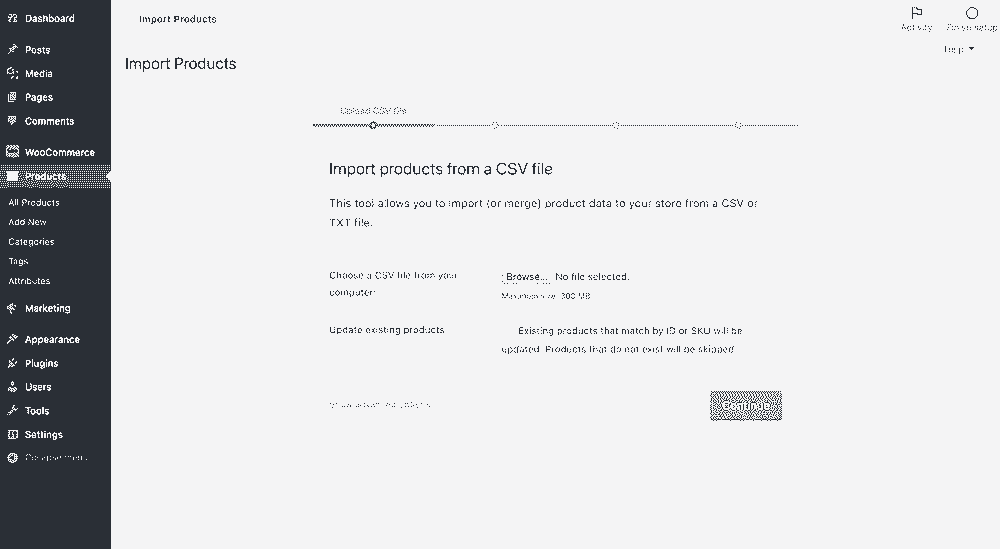 Dashboard
Posts
Media
Pages
Comments
WooCommerce
Products
All Products
Add New
Categories
Tags
Attributes
Marketing
Appearance
Plugins
Users
Tools
Settings
Collapse menu
Import Products
Activity
Finish setup
Help
Import Products
Upload CSV file
Import products from a CSV file
This tool allows you to import (or merge) product data to your store from a CSV or
TXT file.
Choose a CSV file from your
computer:
Browse... No file selected.
Maximum size: 300 MB
Update existing products
Existing products that match by ID or SKU will be
updated. Products that do not exist will be skipped.
Continue